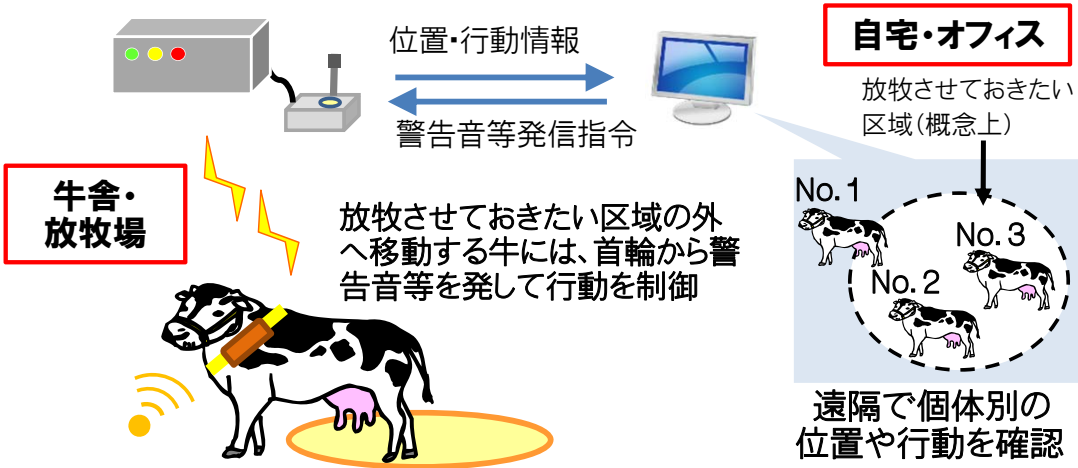 位置・行動情報
警告音等発信指令
自宅・オフィス
放牧させておきたい
区域(概念上)
牛舎・
放牧場
放牧させておきたい区域の外
へ移動する牛には、首輪から警
告音等を発して行動を制御
No.1
No.3
No.2
遠隔で個体別の
位置や行動を確認